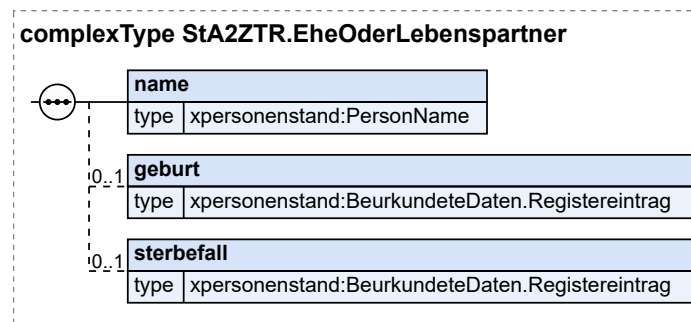 complexType StA2ZTR.EheOderLebenspartner
name
type xpersonenstand:PersonName
0..1 geburt
type xpersonenstand:BeurkundeteDaten.Registereintrag
0..1 sterbefall
type xpersonenstand:BeurkundeteDaten.Registereintrag